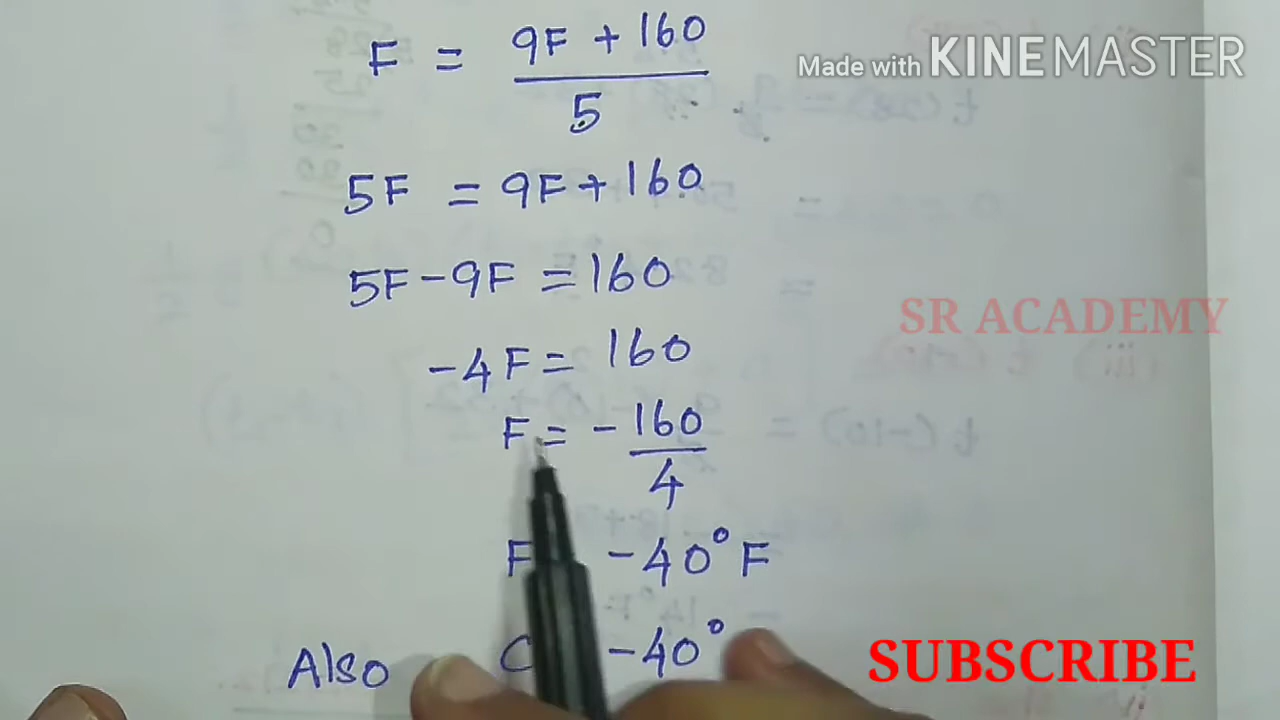 F = 9F + 160
5
Made with KINEMASTER
5F = 9F + 160
5F - 9F = 160
SR ACADEMY
-4F = 160
F = - 160
4
F -40°F
Also C -40°
SUBSCRIBE